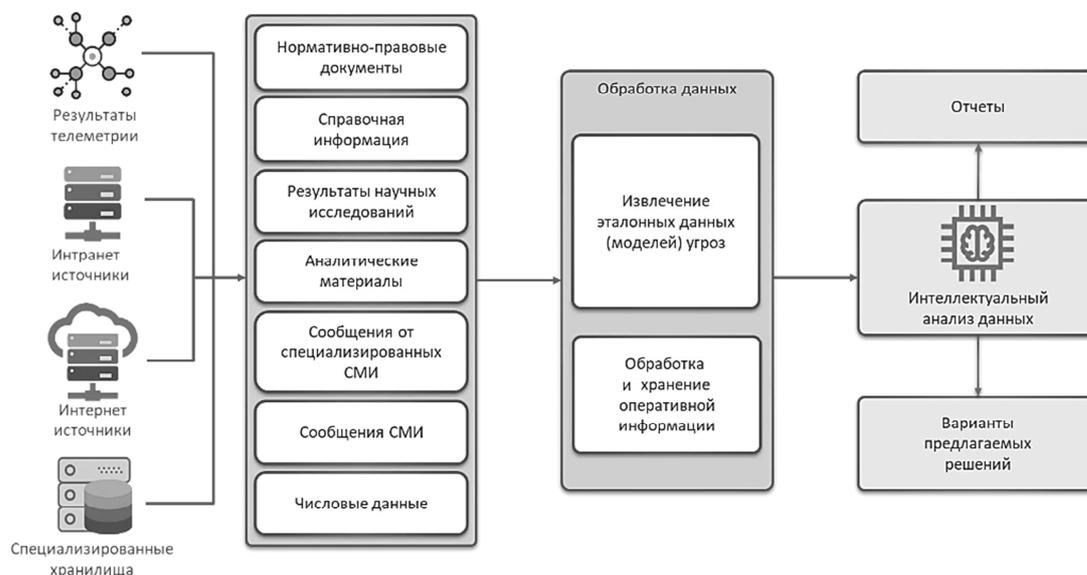 Результаты
телеметрии
Интранет
источники
Интернет
источники
Специализированные
хранилища
Нормативно-правовые
документы
Справочная
информация
Результаты научных
исследований
Аналитические
материалы
Сообщения от
специализированных
СМИ
Сообщения СМИ
Числовые данные
Обработка данных
Извлечение
эталонных данных
(моделей) угроз
Обработка
и хранение
оперативной
информации
Отчеты
Интеллектуальный
анализ данных
Варианты
предлагаемых
решений